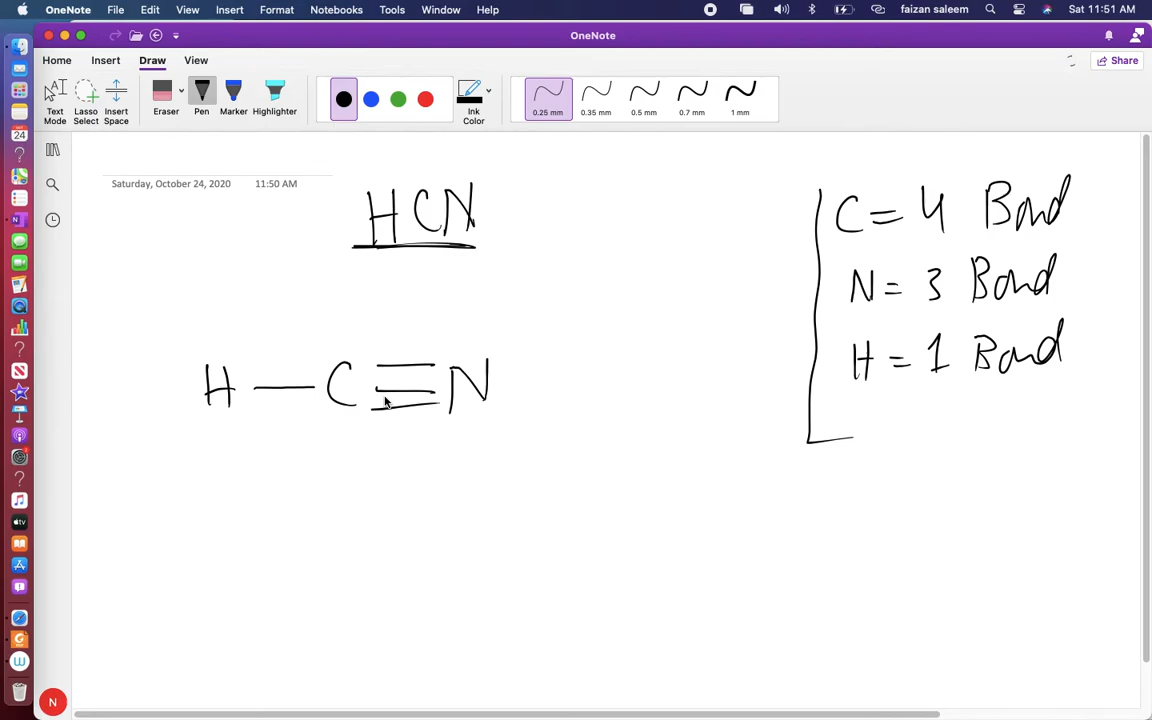 OneNote File Edit View Insert Format Notebooks Tools Window Help faizan saleem Sat 11:51 AM
OneNote
Home Insert Draw View Share
Text Mode
Lasso Select
Insert Space
Eraser
Pen
Marker
Highlighter
Ink Color
0.25 mm
0.35 mm
0.5 mm
0.7 mm
1 mm
24
Saturday, October 24, 2020 11:50 AM
HCN
C = 4 Bond
N = 3 Bond
H = 1 Bond
H — C ≡ N
N